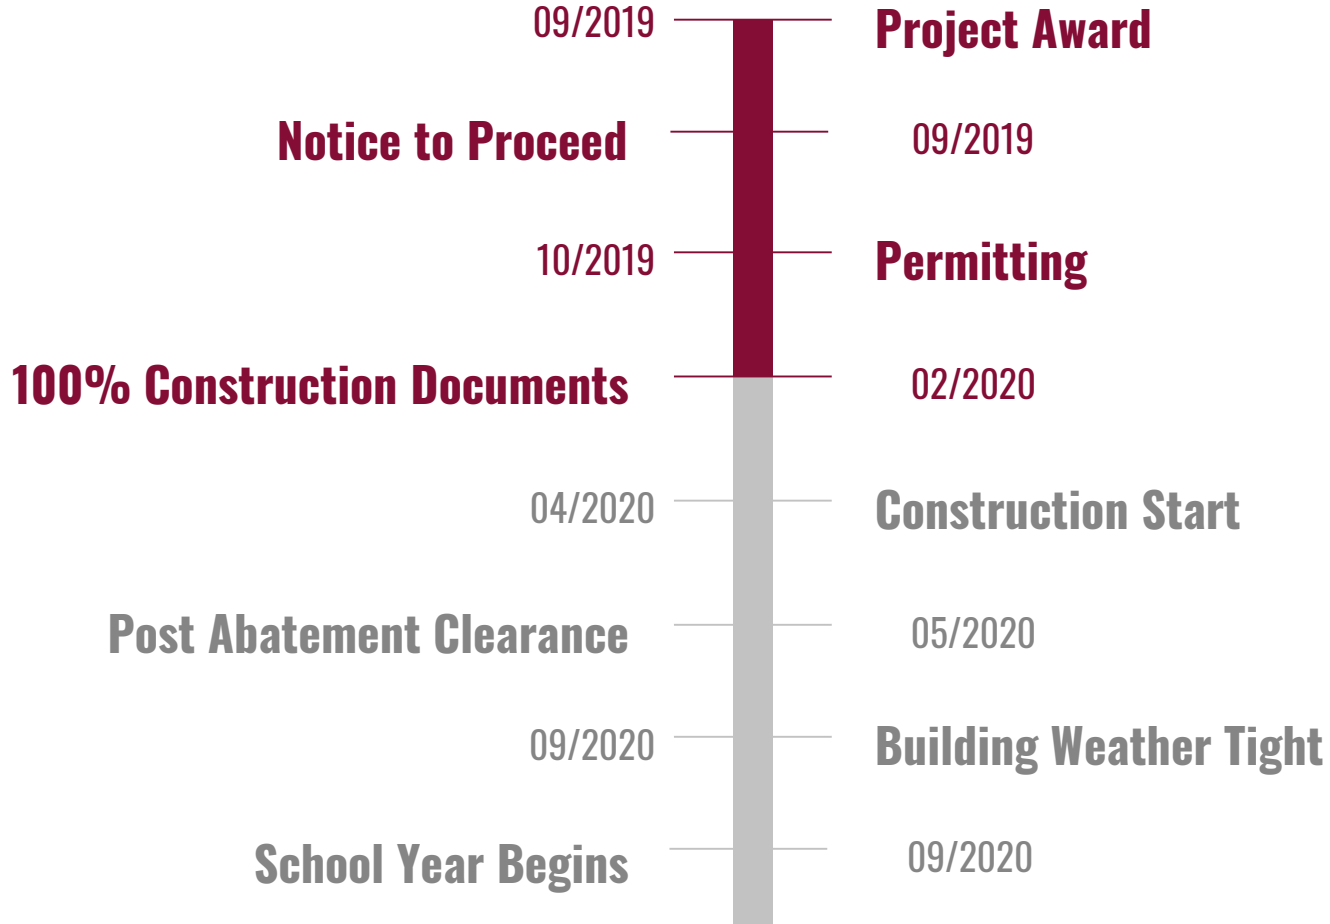 09/2019
Project Award
Notice to Proceed
09/2019
10/2019
Permitting
100% Construction Documents
02/2020
04/2020
Construction Start
Post Abatement Clearance
05/2020
09/2020
Building Weather Tight
School Year Begins
09/2020